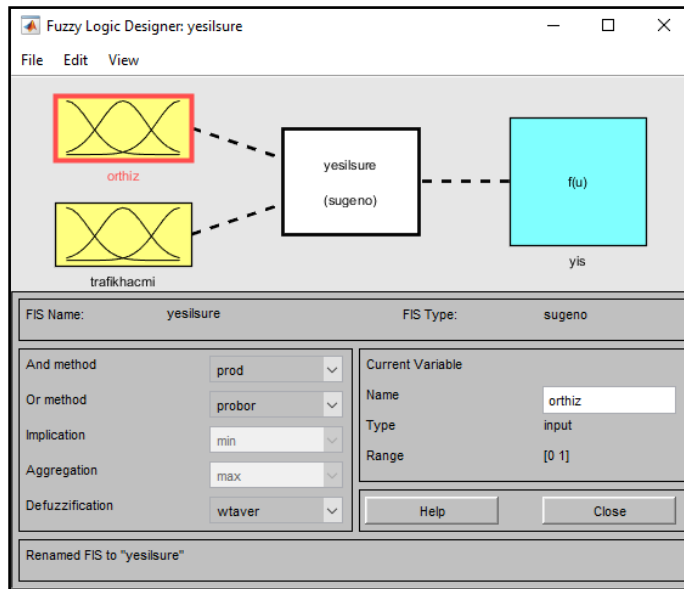 Fuzzy Logic Designer: yesilsure
File Edit View
orthiz
trafikhacmi
yesilsure
(sugeno)
f(u)
yis
FIS Name: yesilsure FIS Type: sugeno
And method prod
Or method probor
Implication min
Aggregation max
Defuzzification wtaver
Current Variable
Name orthiz
Type input
Range [0 1]
Help Close
Renamed FIS to "yesilsure"